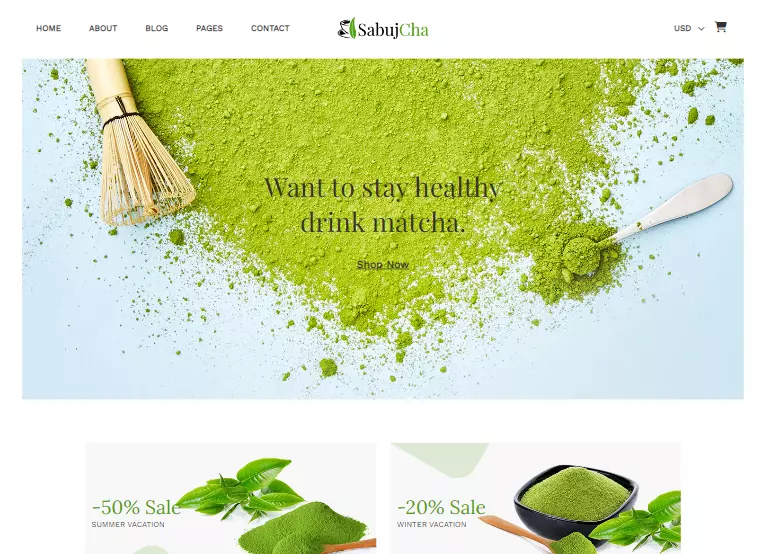 HOME ABOUT BLOG PAGES CONTACT SabujCha USD
Want to stay healthy
drink matcha.
Shop Now
-50% Sale
SUMMER VACATION
-20% Sale
WINTER VACATION